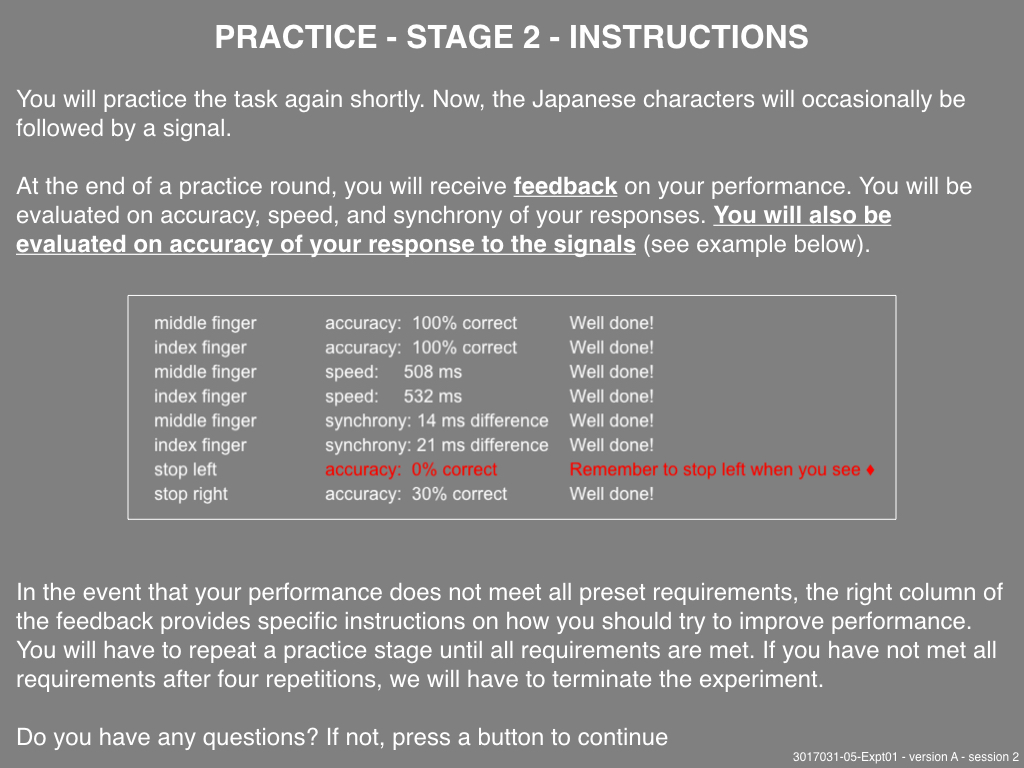 PRACTICE - STAGE 2 - INSTRUCTIONS
You will practice the task again shortly. Now, the Japanese characters will occasionally be
followed by a signal.
At the end of a practice round, you will receive feedback on your performance. You will be
evaluated on accuracy, speed, and synchrony of your responses. You will also be
evaluated on accuracy of your response to the signals (see example below).
middle finger accuracy: 100% correct Well done!
index finger accuracy: 100% correct Well done!
middle finger speed: 508 ms Well done!
index finger speed: 532 ms Well done!
middle finger synchrony: 14 ms difference Well done!
index finger synchrony: 21 ms difference Well done!
stop left accuracy: 0% correct Remember to stop left when you see ♦
stop right accuracy: 30% correct Well done!
In the event that your performance does not meet all preset requirements, the right column of
the feedback provides specific instructions on how you should try to improve performance.
You will have to repeat a practice stage until all requirements are met. If you have not met all
requirements after four repetitions, we will have to terminate the experiment.
Do you have any questions? If not, press a button to continue
3017031-05-Expt01 - version A - session 2